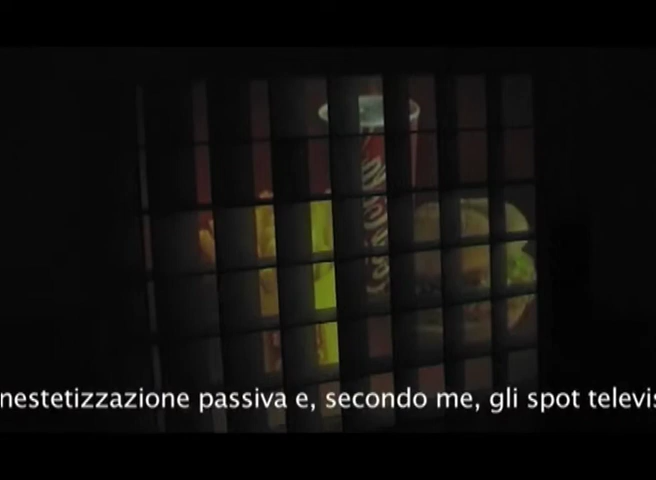 nestetizzazione passiva e, secondo me, gli spot televis